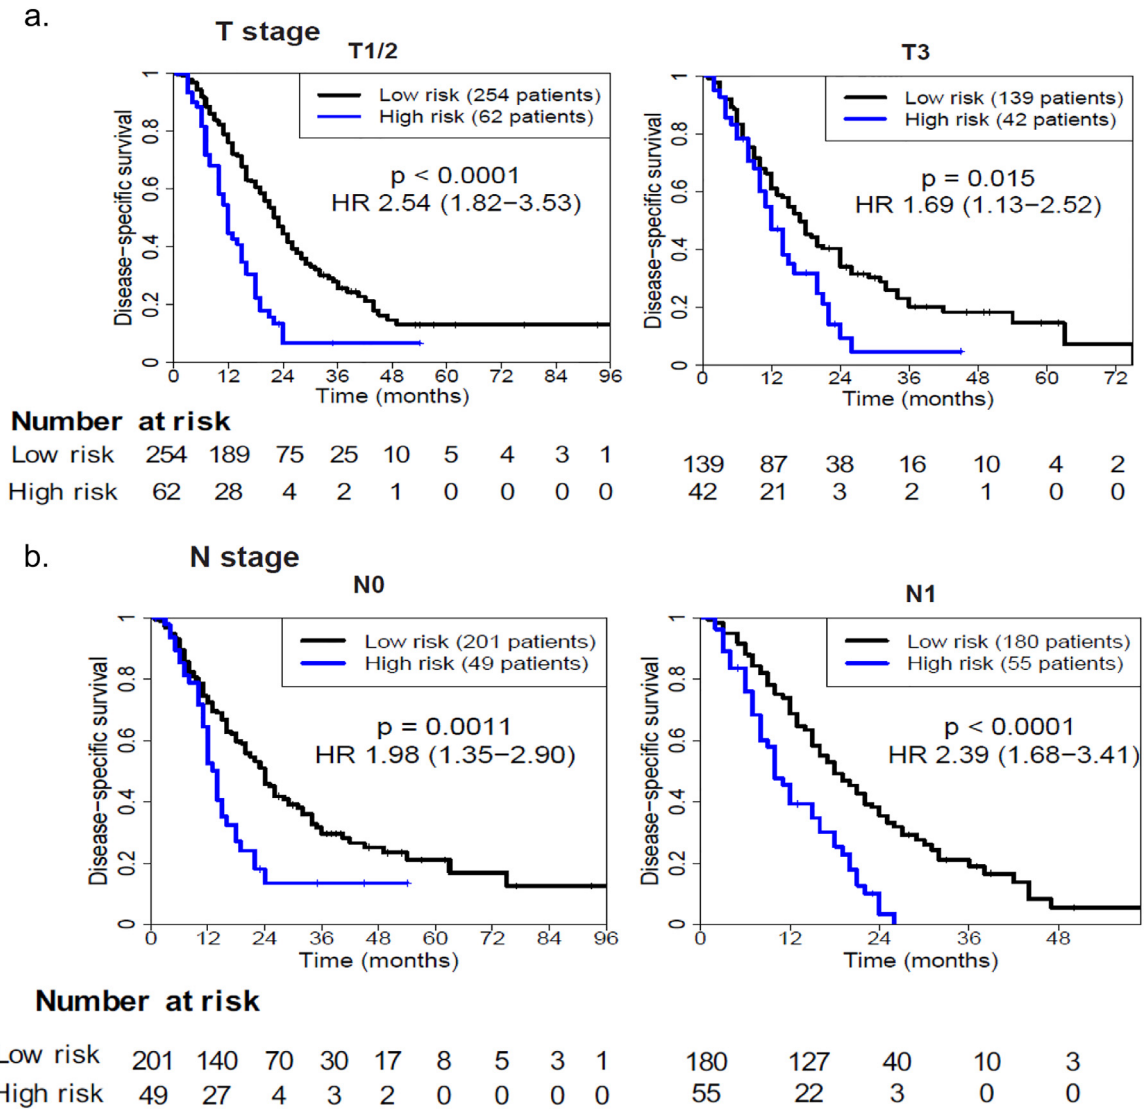 a.
T stage
T1/2
Disease-specific survival
1
0.8
0.6
0.4
0.2
0
Low risk (254 patients)
High risk (62 patients)
p < 0.0001
HR 2.54 (1.82-3.53)
0 12 24 36 48 60 72 84 96
Time (months)
T3
Disease-specific survival
1
0.8
0.6
0.4
0.2
0
Low risk (139 patients)
High risk (42 patients)
p = 0.015
HR 1.69 (1.13-2.52)
0 12 24 36 48 60 72
Time (months)
Number at risk
Low risk 254 189 75 25 10 5 4 3 1 139 87 38 16 10 4 2
High risk 62 28 4 2 1 0 0 0 0 42 21 3 2 1 0 0
b.
N stage
N0
Disease-specific survival
1
0.8
0.6
0.4
0.2
0
Low risk (201 patients)
High risk (49 patients)
p = 0.0011
HR 1.98 (1.35-2.90)
0 12 24 36 48 60 72 84 96
Time (months)
N1
Disease-specific survival
1
0.8
0.6
0.4
0.2
0
Low risk (180 patients)
High risk (55 patients)
p < 0.0001
HR 2.39 (1.68-3.41)
0 12 24 36 48
Time (months)
Number at risk
Low risk 201 140 70 30 17 8 5 3 1 180 127 40 10 3
High risk 49 27 4 3 2 0 0 0 0 55 22 3 0 0